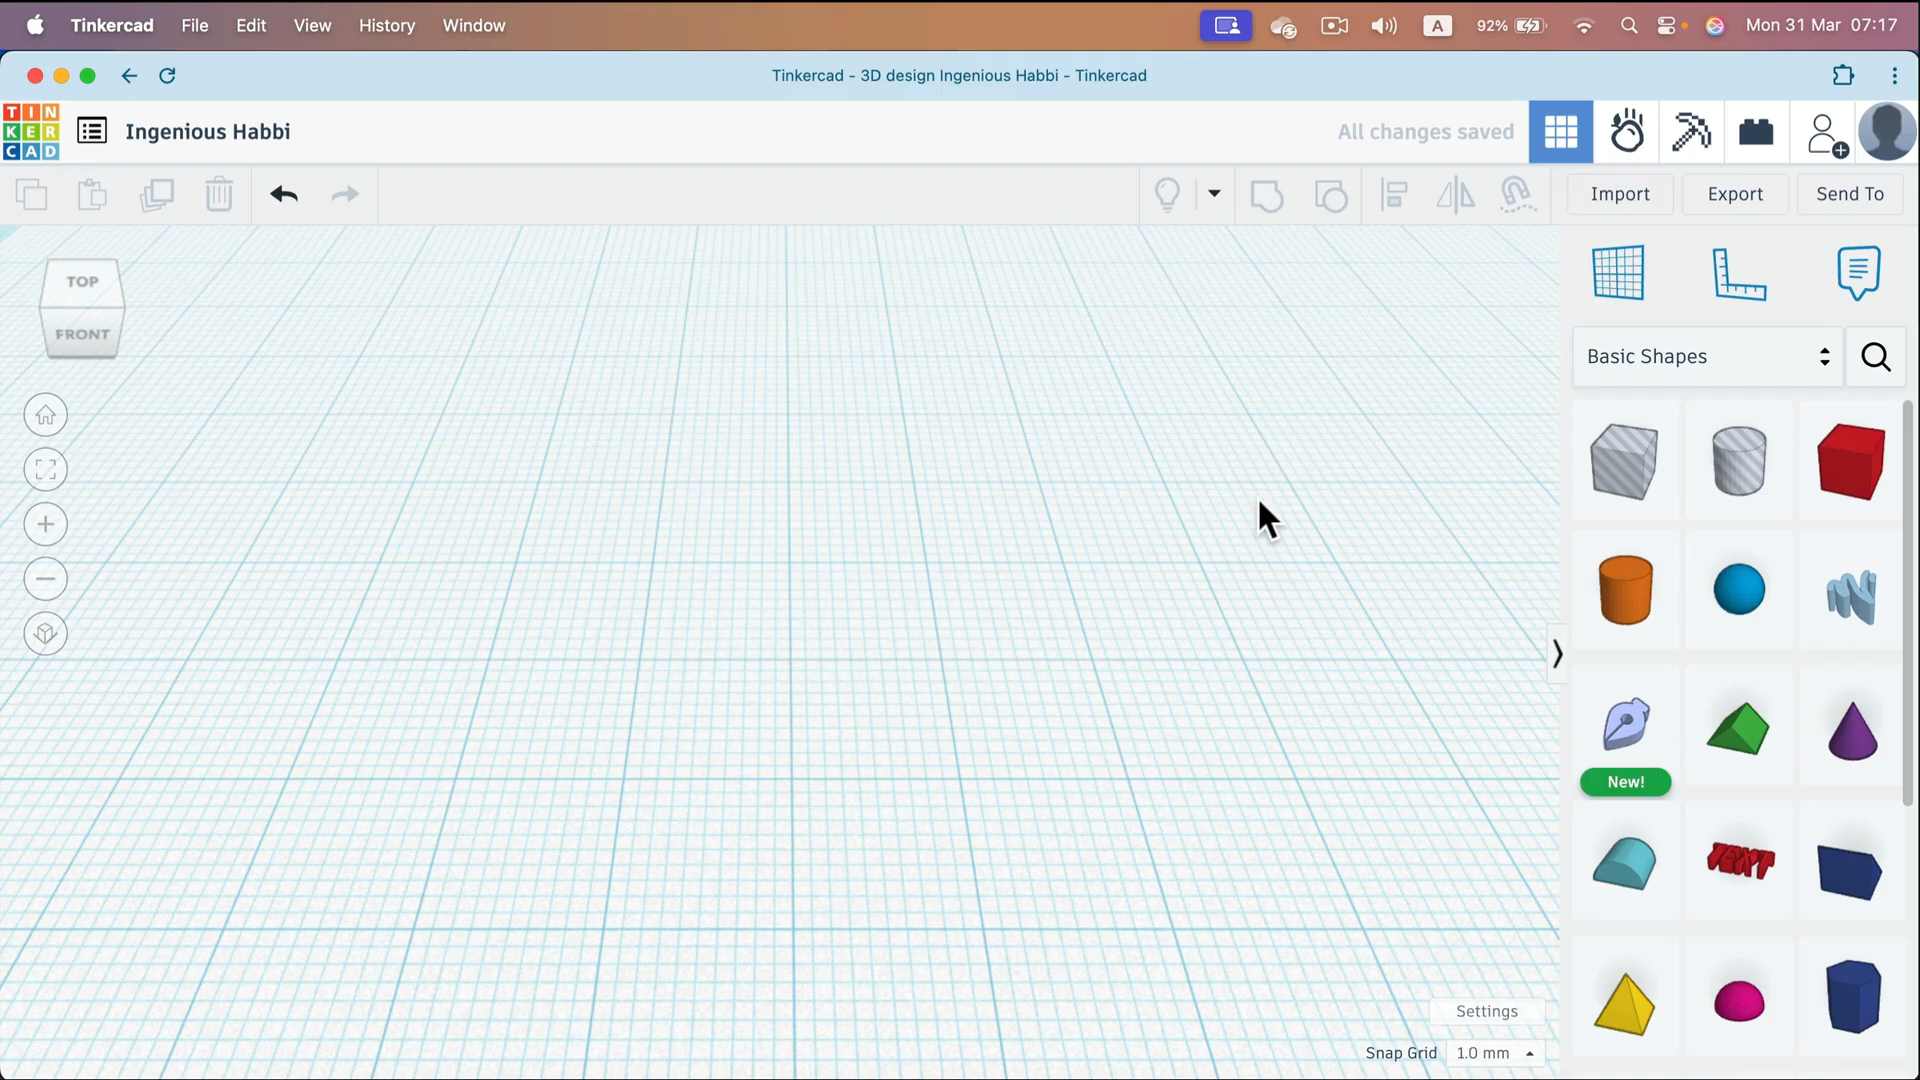 Tinkercad File Edit View History Window A 92% Mon 31 Mar 07:17
Tinkercad - 3D design Ingenious Habbi - Tinkercad
TIN
KER
CAD
Ingenious Habbi
All changes saved
Import Export Send To
TOP
FRONT
Basic Shapes
New!
TEXT
Settings
Snap Grid 1.0 mm